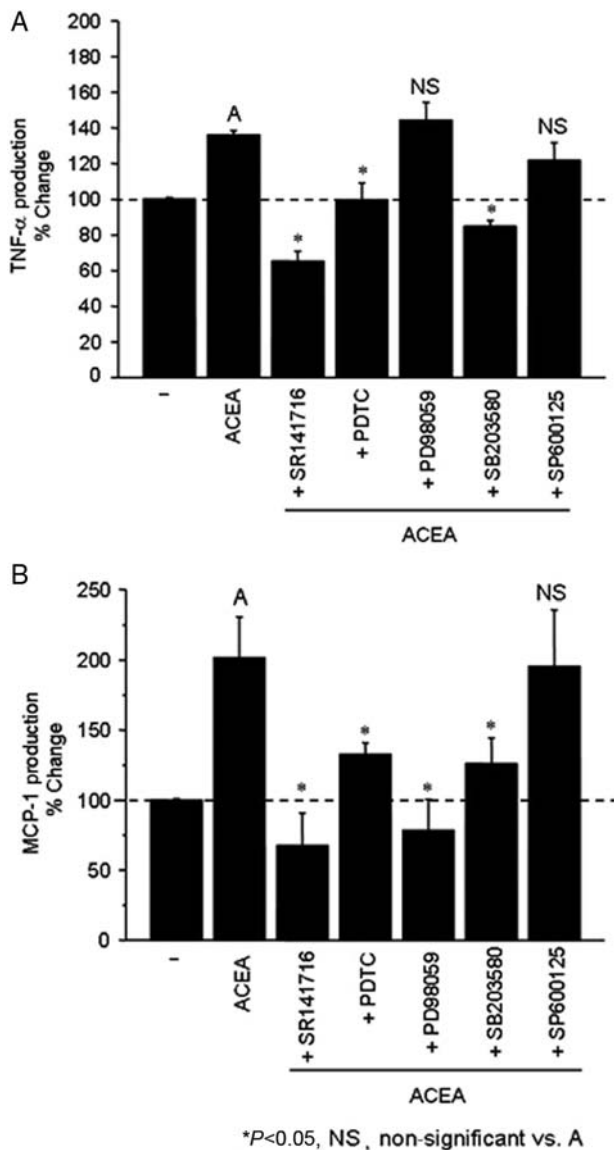 A
TNF-α production
% Change
200
180
160
140
120
100
80
60
40
20
0
A
*
*
NS
*
NS
–
ACEA
+ SR141716
+ PDTC
+ PD98059
+ SB203580
+ SP600125
ACEA
B
MCP-1 production
% Change
250
200
150
100
50
0
A
*
*
*
*
NS
–
ACEA
+ SR141716
+ PDTC
+ PD98059
+ SB203580
+ SP600125
ACEA
*P<0.05, NS, non-significant vs. A